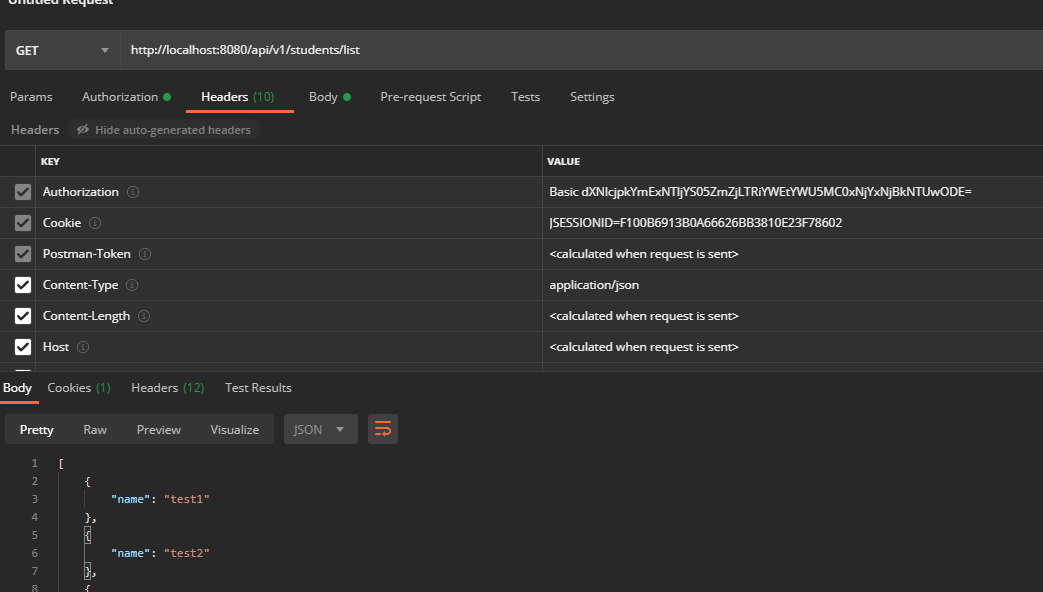 Untitled Request
GET http://localhost:8080/api/v1/students/list
Params Authorization Headers (10) Body Pre-request Script Tests Settings
Headers Hide auto-generated headers
KEY VALUE
Authorization Basic dXNlcjpkYmExNTljYS05ZmZjLTRiYWEtYWU5MC0xNjYxNjBkNTUwODE=
Cookie JSESSIONID=F100B6913B0A66626BB3810E23F78602
Postman-Token <calculated when request is sent>
Content-Type application/json
Content-Length <calculated when request is sent>
Host <calculated when request is sent>
Body Cookies (1) Headers (12) Test Results
Pretty Raw Preview Visualize JSON
1 [
2 {
3 "name": "test1"
4 },
5 {
6 "name": "test2"
7 },
8 {